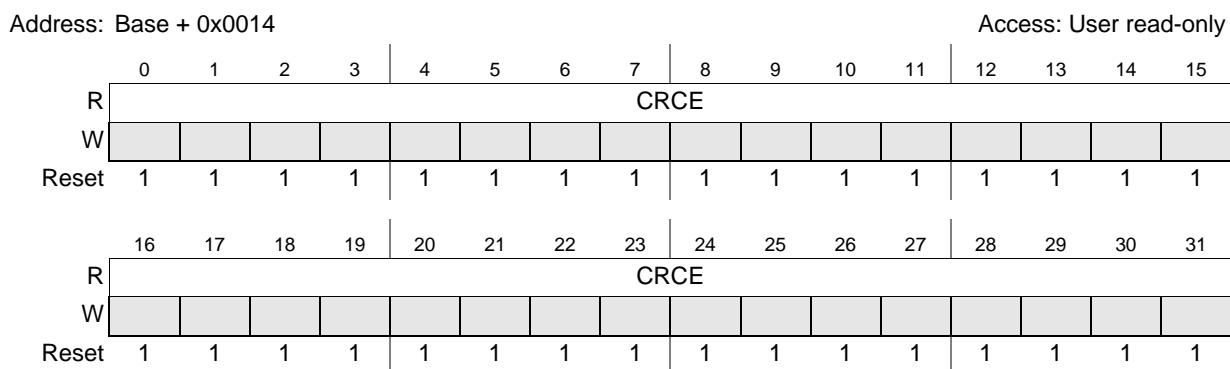 Address: Base + 0x0014 Access: User read-only
0 1 2 3 4 5 6 7 8 9 10 11 12 13 14 15
R CRCE
W
Reset 1 1 1 1 1 1 1 1 1 1 1 1 1 1 1 1
16 17 18 19 20 21 22 23 24 25 26 27 28 29 30 31
R CRCE
W
Reset 1 1 1 1 1 1 1 1 1 1 1 1 1 1 1 1